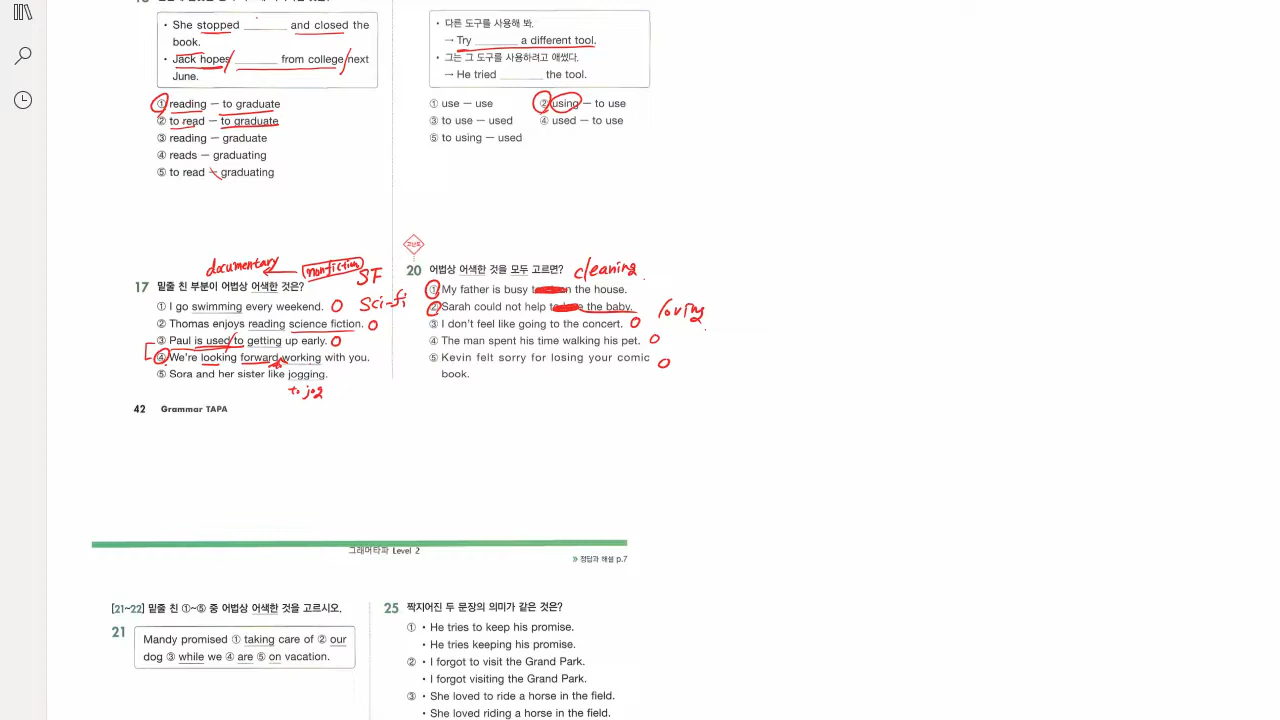 • She stopped ______ and closed the
book.
• Jack hopes ______ from college next
June.
① reading – to graduate
② to read – to graduate
③ reading – graduate
④ reads – graduating
⑤ to read – graduating
• 다른 도구를 사용해 봐.
→ Try ______ a different tool.
• 그는 그 도구를 사용하려고 애썼다.
→ He tried ______ the tool.
① use – use ② using – to use
③ to use – used ④ used – to use
⑤ to using – used
documentary ← nonfiction SF
Sci-fi
17 밑줄 친 부분이 어법상 어색한 것은?
① I go swimming every weekend. O
② Thomas enjoys reading science fiction. O
③ Paul is used to getting up early. O
④ We're looking forward working with you.
to
⑤ Sora and her sister like jogging.
to jog
42 Grammar TAPA
고난도
20 어법상 어색한 것을 모두 고르면?
cleaning
① My father is busy to n the house.
② Sarah could not help to e the baby. loving
③ I don't feel like going to the concert. O
④ The man spent his time walking his pet. O
⑤ Kevin felt sorry for losing your comic
book. O
그래머타파 Level 2
» 정답과 해설 p.7
[21~22] 밑줄 친 ①~⑤ 중 어법상 어색한 것을 고르시오.
21
Mandy promised ① taking care of ② our
dog ③ while we ④ are ⑤ on vacation.
25 짝지어진 두 문장의 의미가 같은 것은?
① • He tries to keep his promise.
• He tries keeping his promise.
② • I forgot to visit the Grand Park.
• I forgot visiting the Grand Park.
③ • She loved to ride a horse in the field.
• She loved riding a horse in the field.